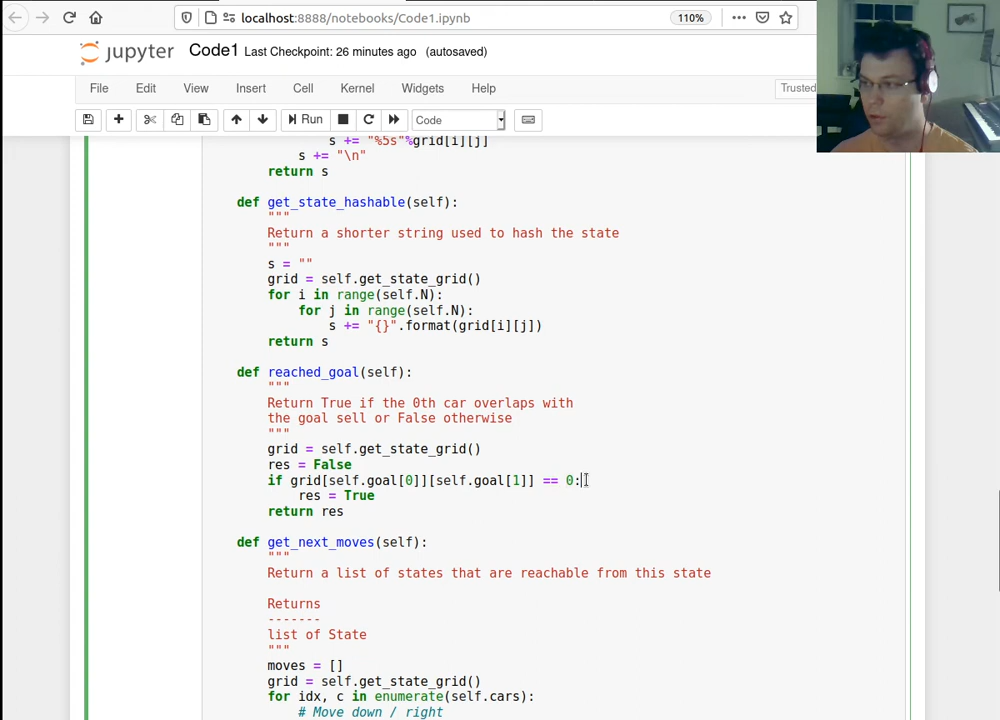 localhost:8888/notebooks/Code1.ipynb
110%
jupyter Code1 Last Checkpoint: 26 minutes ago (autosaved)
File Edit View Insert Cell Kernel Widgets Help Trusted
Run Code
s += "%5s"%grid[i][j]
s += "\n"
return s
def get_state_hashable(self):
"""
Return a shorter string used to hash the state
"""
s = ""
grid = self.get_state_grid()
for i in range(self.N):
for j in range(self.N):
s += "{}".format(grid[i][j])
return s
def reached_goal(self):
"""
Return True if the 0th car overlaps with
the goal sell or False otherwise
"""
grid = self.get_state_grid()
res = False
if grid[self.goal[0]][self.goal[1]] == 0:
res = True
return res
def get_next_moves(self):
"""
Return a list of states that are reachable from this state
Returns
-------
list of State
"""
moves = []
grid = self.get_state_grid()
for idx, c in enumerate(self.cars):
# Move down / right